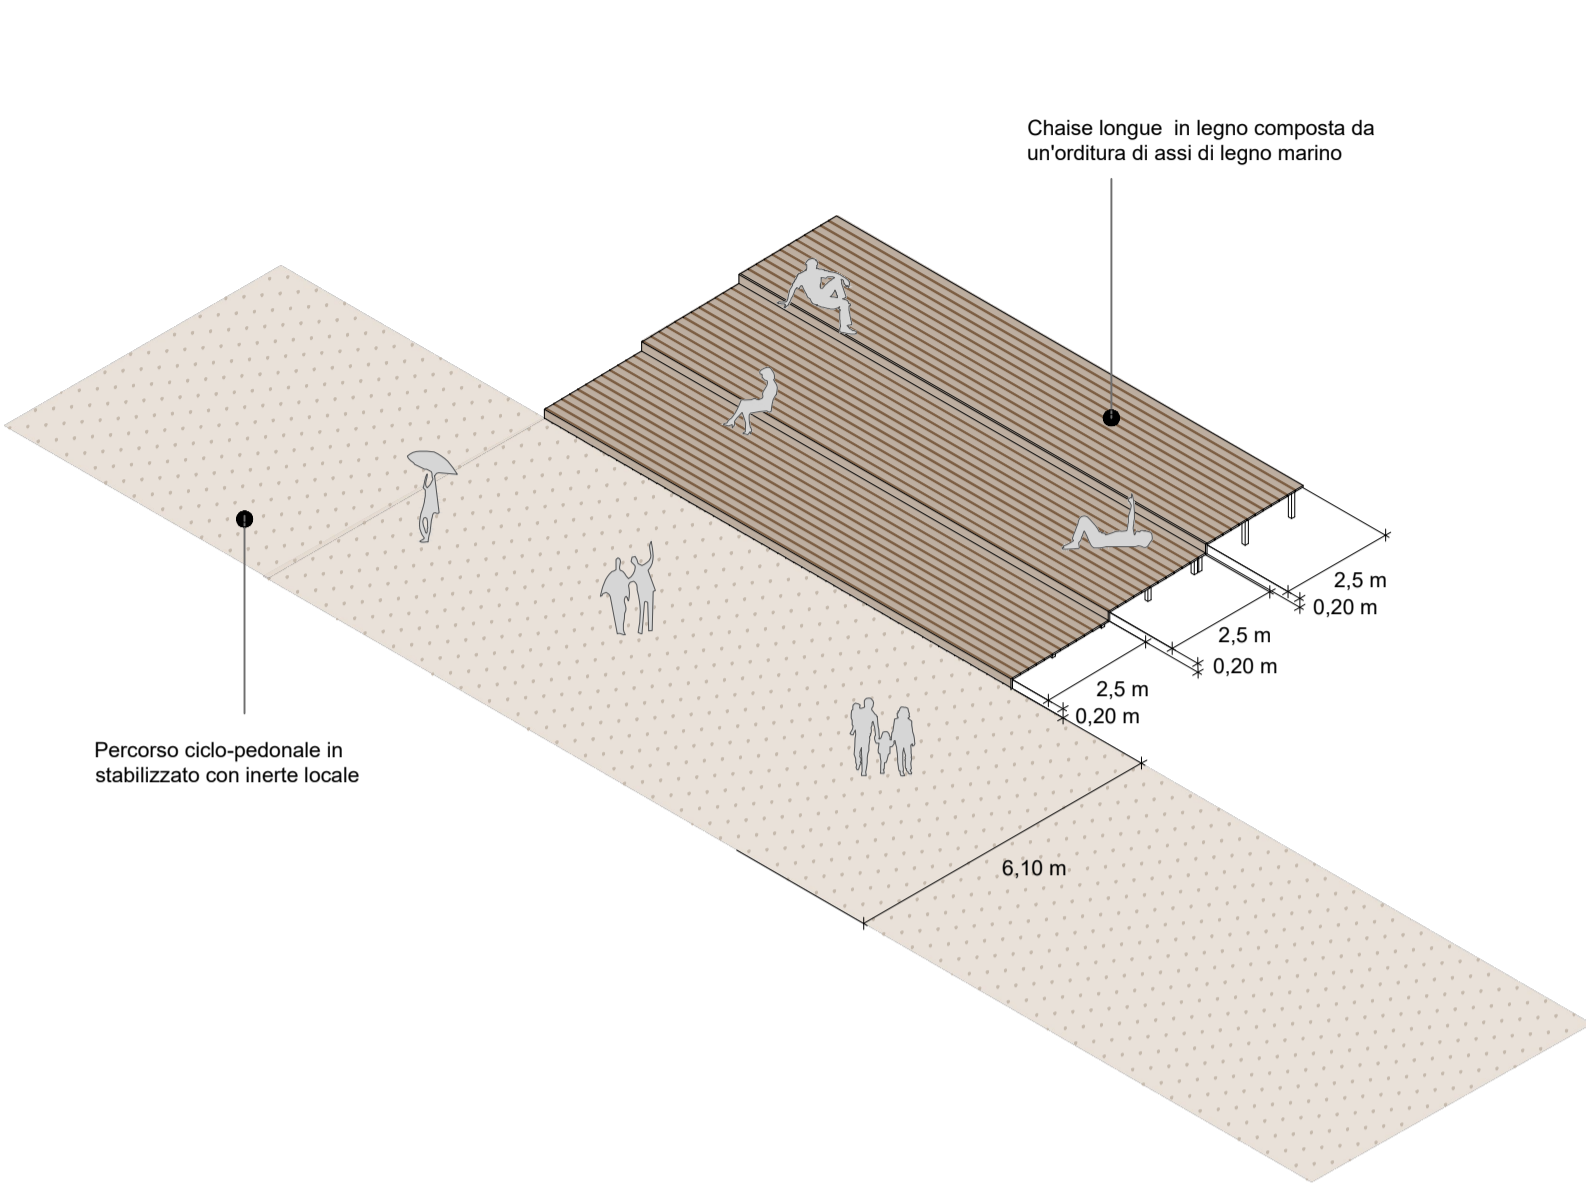 Chaise longue  in legno composta da
un'orditura di assi di legno marino
2,5 m
0,20 m
2,5 m
0,20 m
2,5 m
0,20 m
Percorso ciclo-pedonale in
stabilizzato con inerte locale
6,10 m